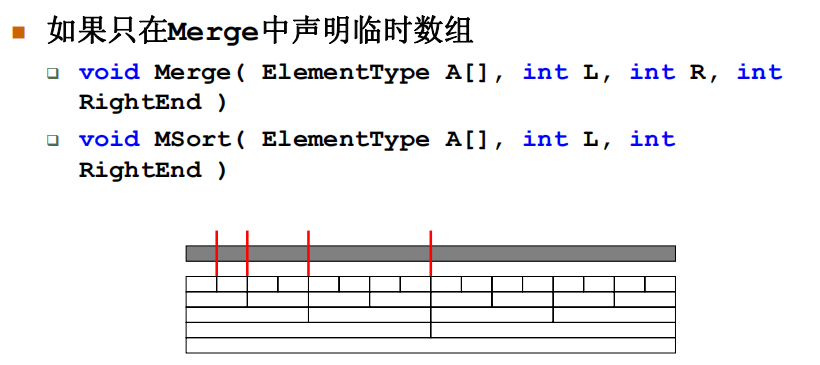 如果只在Merge中声明临时数组
void Merge( ElementType A[], int L, int R, int
RightEnd )
void MSort( ElementType A[], int L, int
RightEnd )